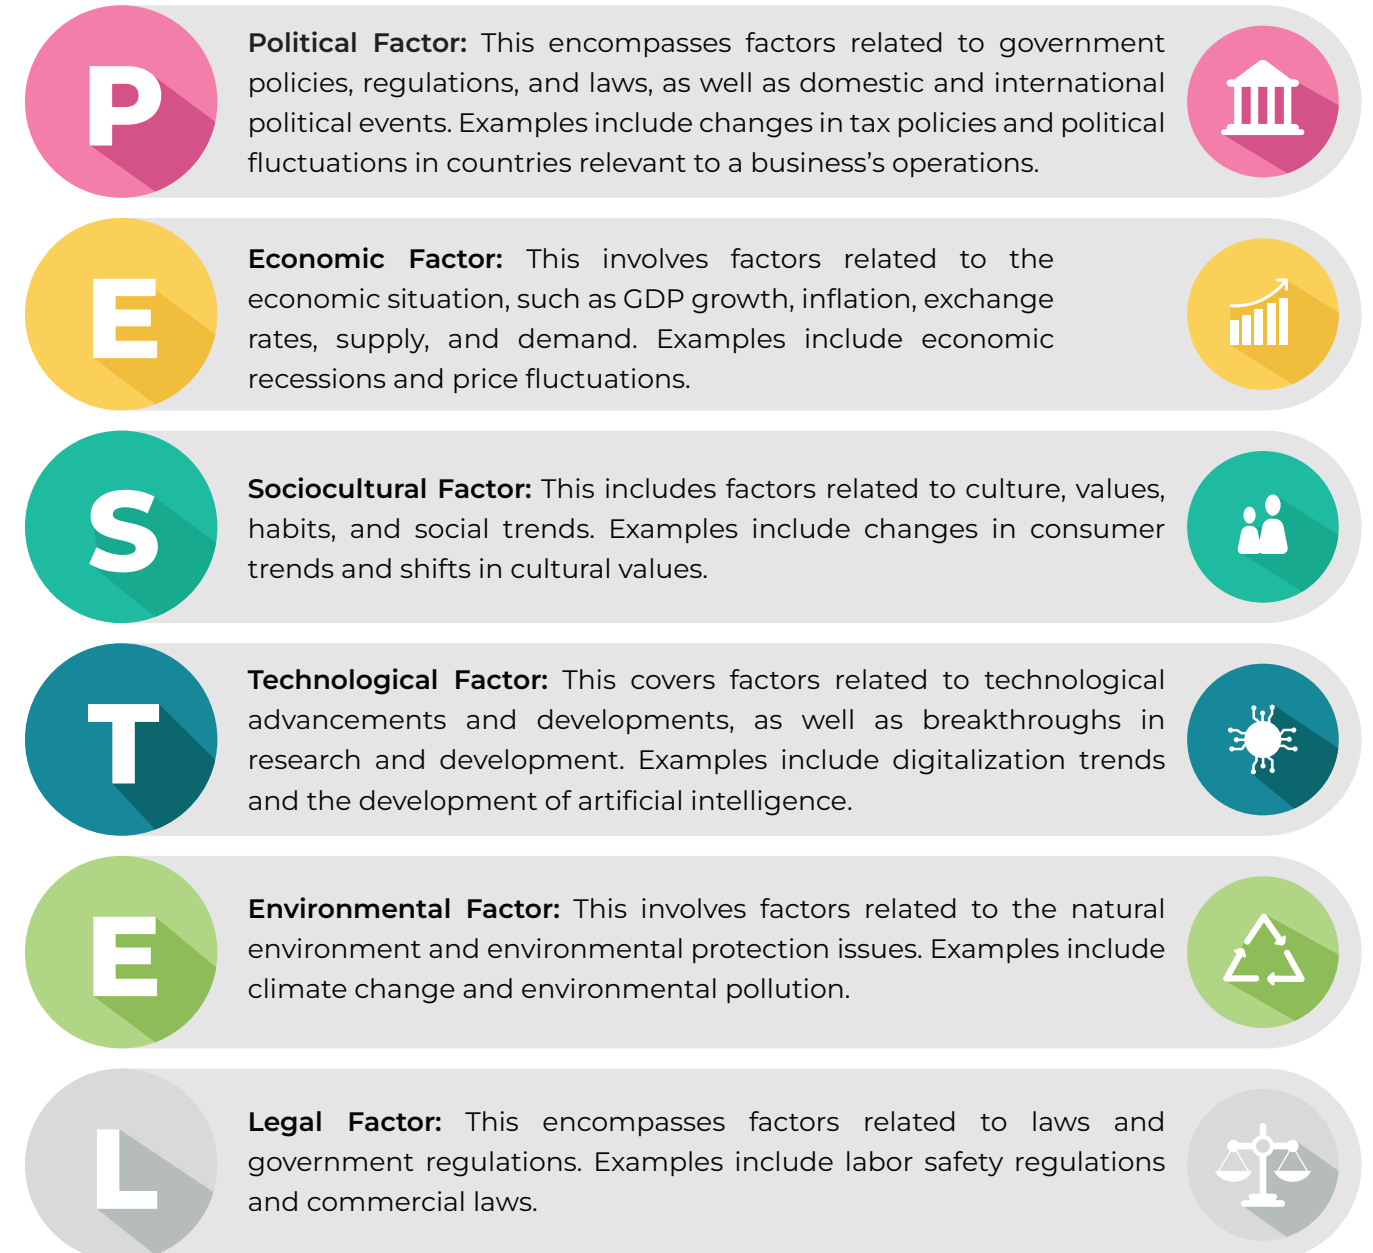 P
Political Factor: This encompasses factors related to government
policies, regulations, and laws, as well as domestic and international
political events. Examples include changes in tax policies and political
fluctuations in countries relevant to a business’s operations.
E
Economic Factor: This involves factors related to the
economic situation, such as GDP growth, inflation, exchange
rates, supply, and demand. Examples include economic
recessions and price fluctuations.
S
Sociocultural Factor: This includes factors related to culture, values,
habits, and social trends. Examples include changes in consumer
trends and shifts in cultural values.
T
Technological Factor: This covers factors related to technological
advancements and developments, as well as breakthroughs in
research and development. Examples include digitalization trends
and the development of artificial intelligence.
E
Environmental Factor: This involves factors related to the natural
environment and environmental protection issues. Examples include
climate change and environmental pollution.
L
Legal Factor: This encompasses factors related to laws and
government regulations. Examples include labor safety regulations
and commercial laws.